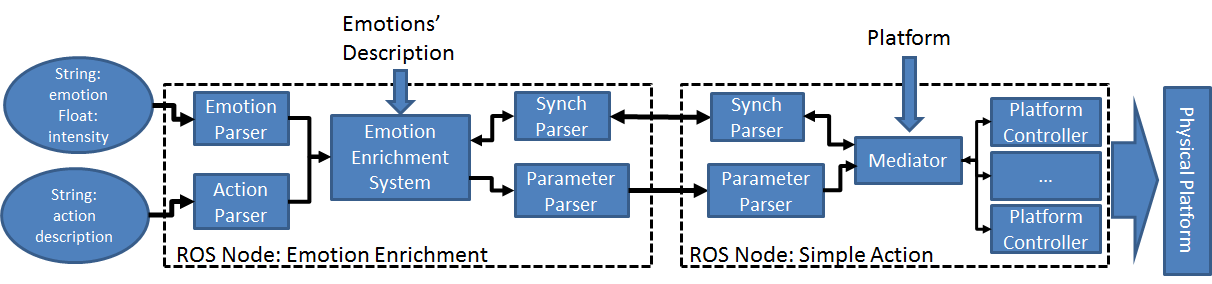 Emotions’
Description
Platform
String:
emotion
Float:
intensity
String:
action
description
Emotion
Parser
Action
Parser
Emotion
Enrichment
System
Synch
Parser
Parameter
Parser
ROS Node: Emotion Enrichment
Synch
Parser
Parameter
Parser
Mediator
Platform
Controller
...
Platform
Controller
ROS Node: Simple Action
Physical Platform